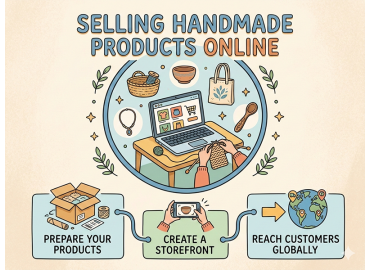 SELLING HANDMADE
PRODUCTS ONLINE
PREPARE YOUR
PRODUCTS
CREATE A
STOREFRONT
REACH CUSTOMERS
GLOBALLY